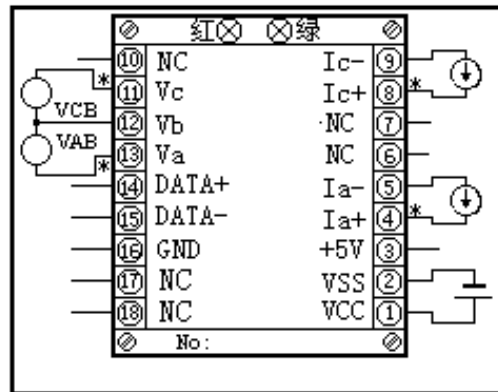 红 绿
⑩ NC Ic- ⑨
* ⑪ Vc Ic+ ⑧ *
VCB
⑫ Vb NC ⑦
VAB
⑬ Va NC ⑥
* ⑭ DATA+ Ia- ⑤
⑮ DATA- Ia+ ④ *
⑯ GND +5V ③
⑰ NC VSS ②
⑱ NC VCC ①
No: